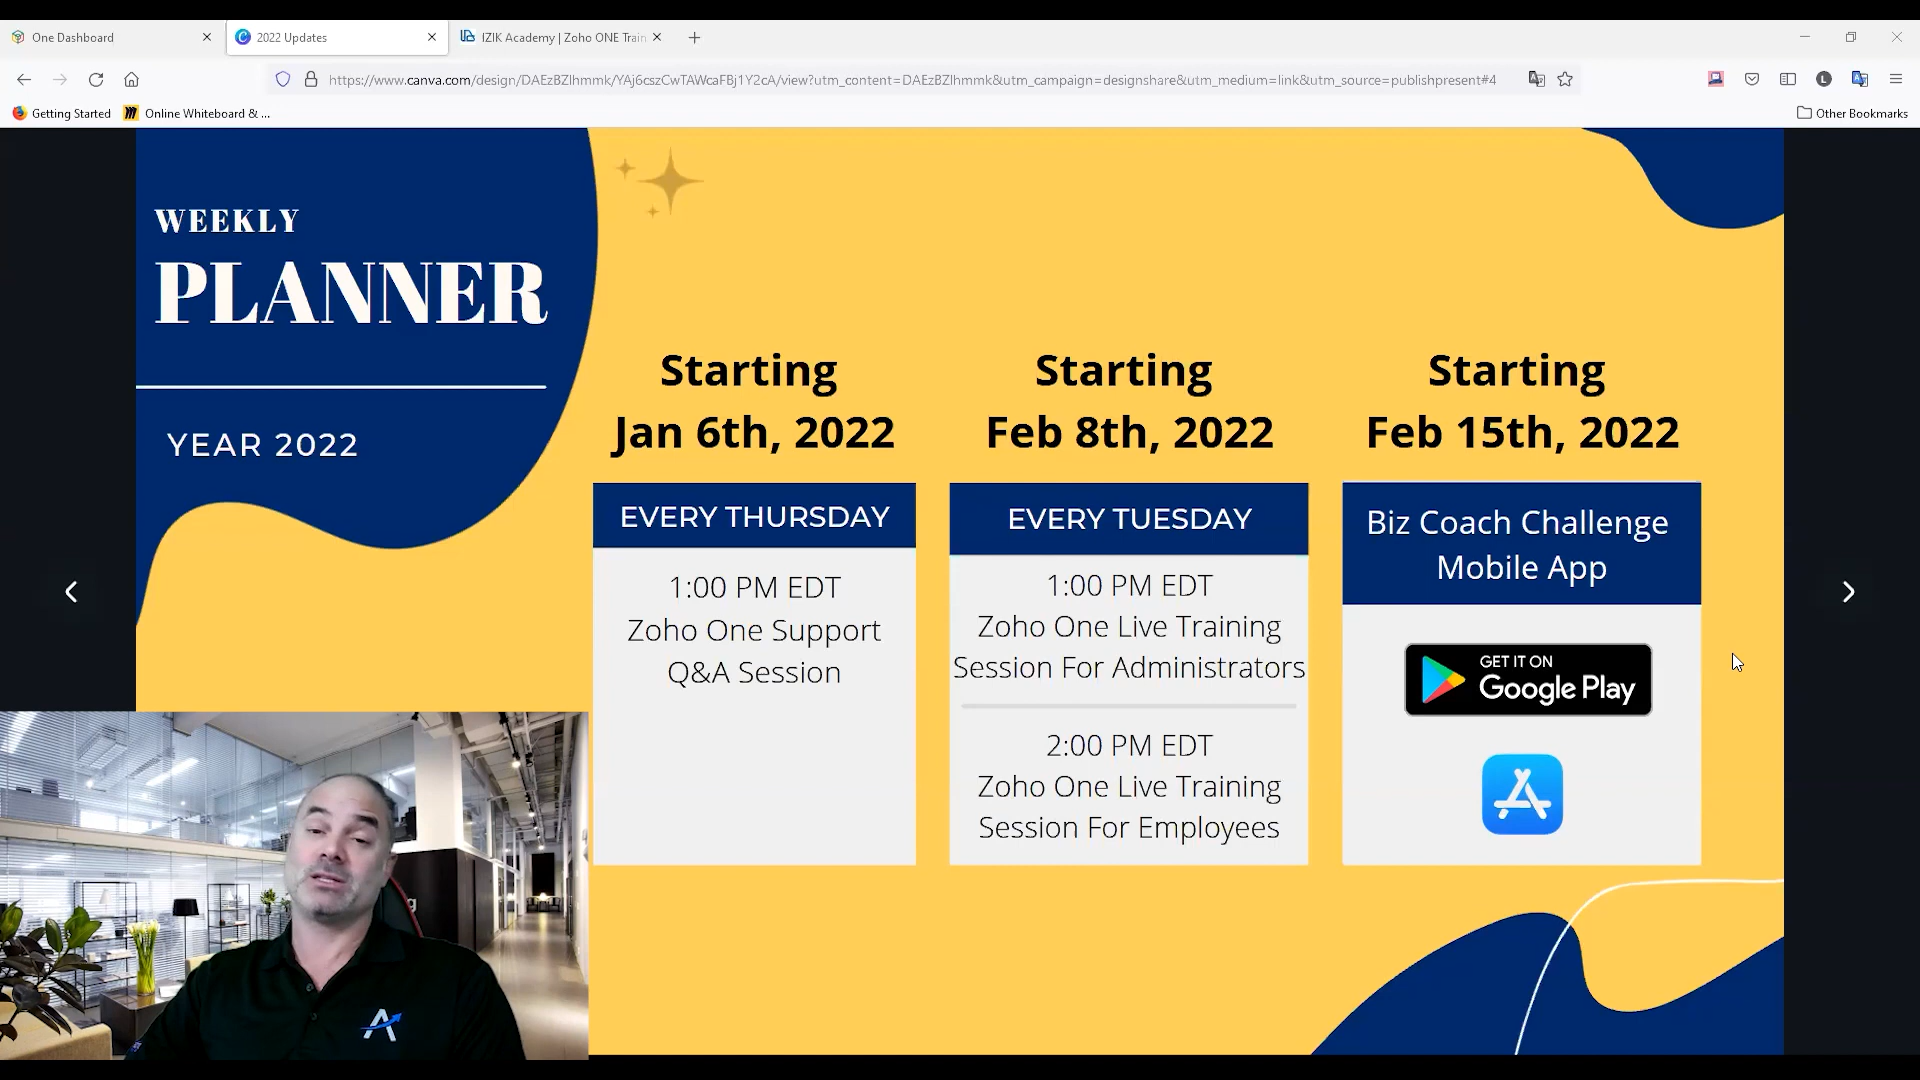 One Dashboard
2022 Updates
IZIK Academy | Zoho ONE Train
https://www.canva.com/design/DAEzBZlhmmk/YAj6cszCwTAWcaFBj1Y2cA/view?utm_content=DAEzBZlhmmk&utm_campaign=designshare&utm_medium=link&utm_source=publishpresent#4
Getting Started
Online Whiteboard & ...
Other Bookmarks
WEEKLY
PLANNER
YEAR 2022
Starting
Jan 6th, 2022
EVERY THURSDAY
1:00 PM EDT
Zoho One Support
Q&A Session
Starting
Feb 8th, 2022
EVERY TUESDAY
1:00 PM EDT
Zoho One Live Training
Session For Administrators
2:00 PM EDT
Zoho One Live Training
Session For Employees
Starting
Feb 15th, 2022
Biz Coach Challenge
Mobile App
GET IT ON
Google Play